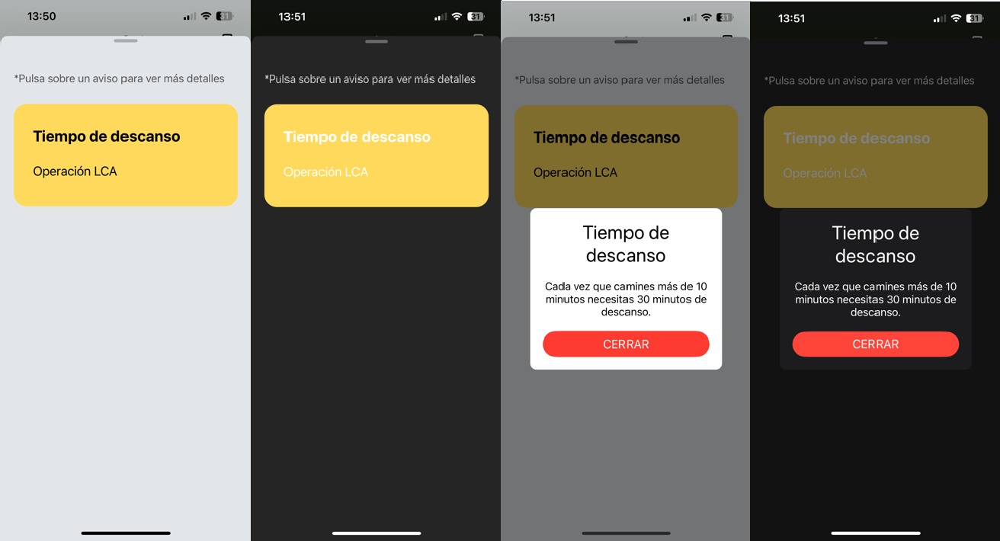 13:50
31
*Pulsa sobre un aviso para ver más detalles
Tiempo de descanso
Operación LCA
13:51
31
*Pulsa sobre un aviso para ver más detalles
Tiempo de descanso
Operación LCA
13:51
31
*Pulsa sobre un aviso para ver más detalles
Tiempo de descanso
Operación LCA
Tiempo de
descanso
Cada vez que camines más de 10
minutos necesitas 30 minutos de
descanso.
CERRAR
13:51
31
*Pulsa sobre un aviso para ver más detalles
Tiempo de descanso
Operación LCA
Tiempo de
descanso
Cada vez que camines más de 10
minutos necesitas 30 minutos de
descanso.
CERRAR